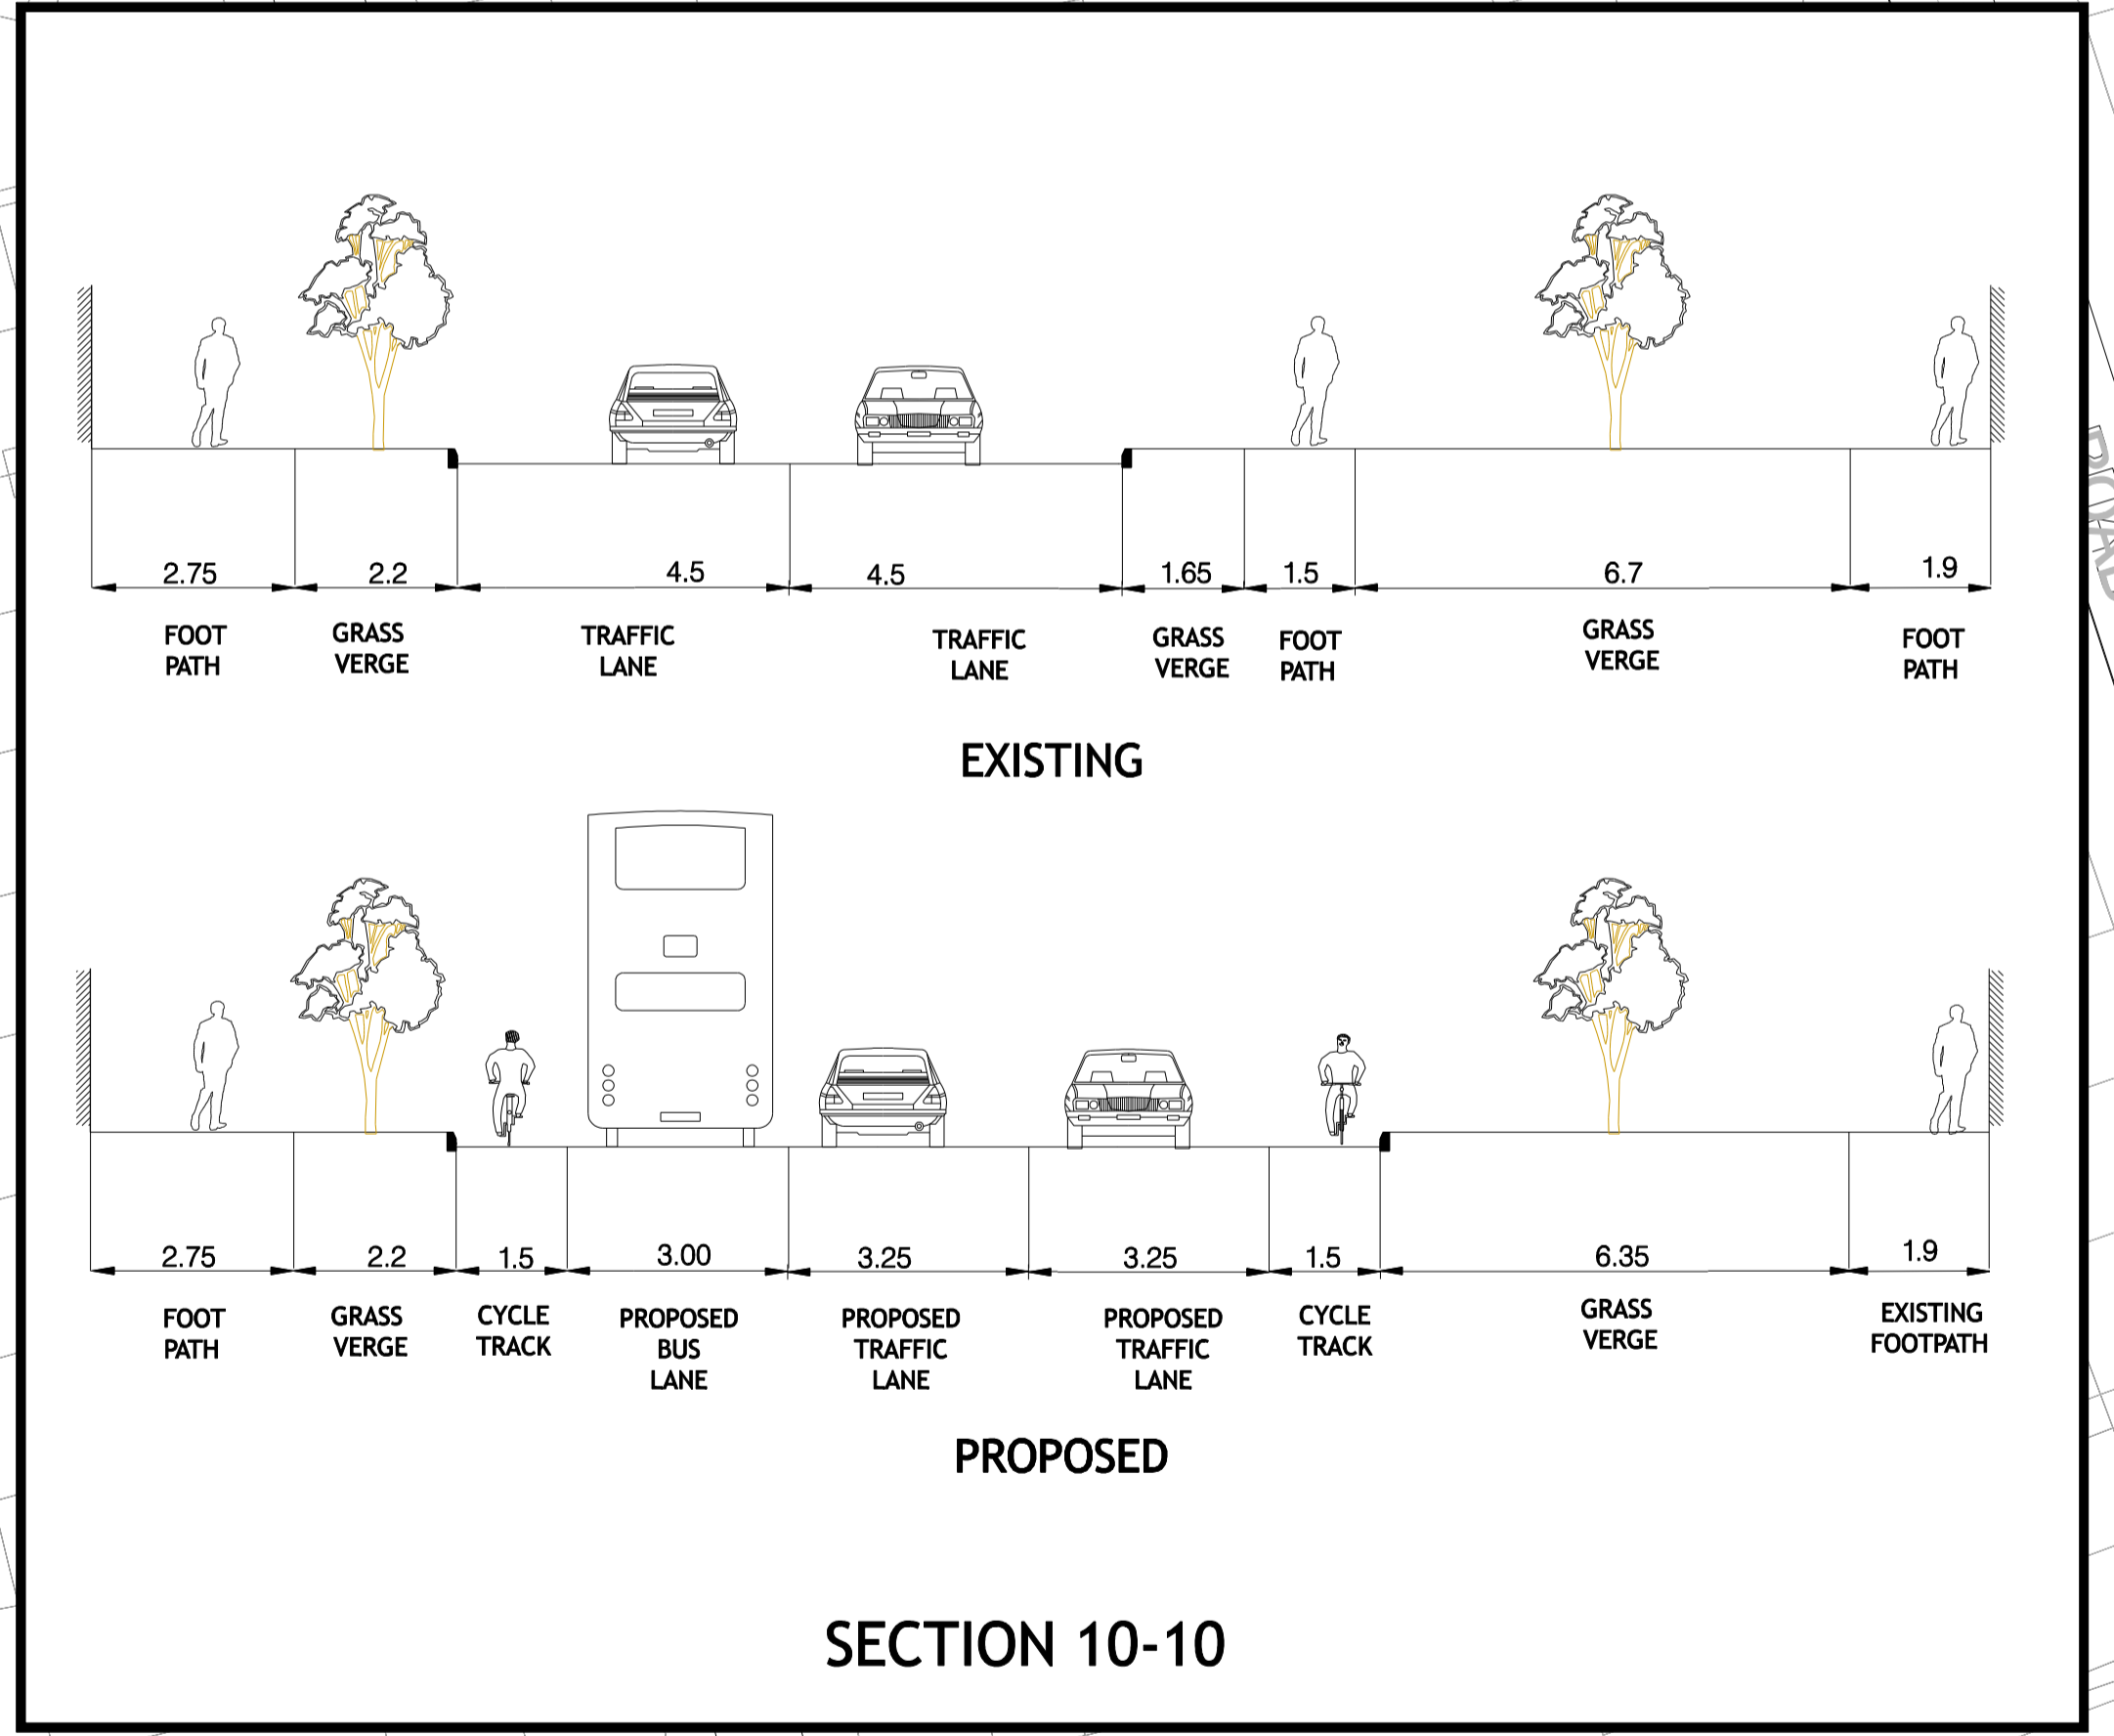 2.75 2.2 4.5 4.5 1.65 1.5 6.7 1.9
FOOT GRASS TRAFFIC TRAFFIC GRASS FOOT GRASS FOOT
PATH VERGE LANE LANE VERGE PATH VERGE PATH
EXISTING
2.75 2.2 1.5 3.00 3.25 3.25 1.5 6.35 1.9
FOOT GRASS CYCLE PROPOSED PROPOSED PROPOSED CYCLE GRASS EXISTING
PATH VERGE TRACK BUS TRAFFIC TRAFFIC TRACK VERGE FOOTPATH
LANE LANE LANE
PROPOSED
SECTION 10-10
ROAD